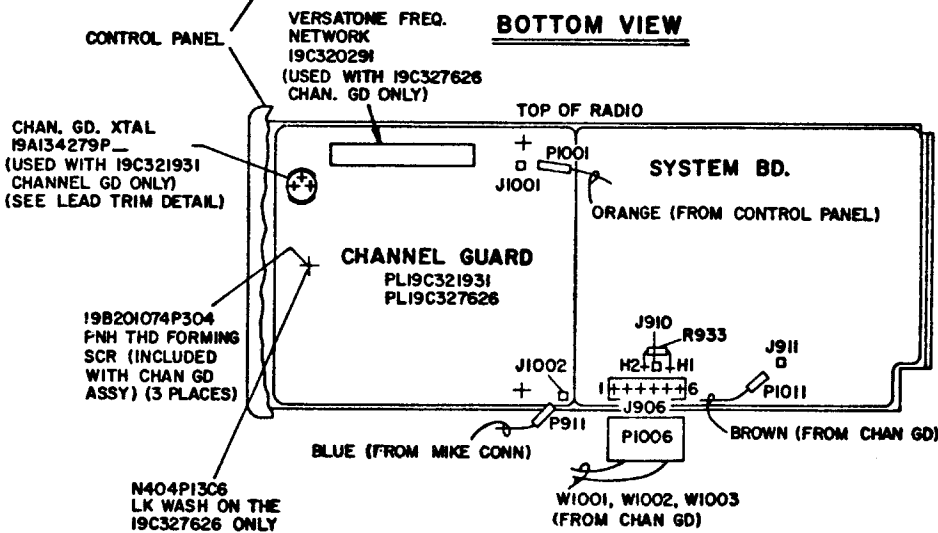 BOTTOM VIEW
CONTROL PANEL
VERSATONE FREQ.
NETWORK
19C320291
(USED WITH 19C327626
CHAN. GD ONLY)
TOP OF RADIO
CHAN. GD. XTAL
19A134279P_
(USED WITH 19C321931
CHANNEL GD ONLY)
(SEE LEAD TRIM DETAIL)
P1001
J1001
SYSTEM BD.
ORANGE (FROM CONTROL PANEL)
CHANNEL GUARD
PL19C321931
PL19C327626
19B201074P304
PNH THD FORMING
SCR (INCLUDED
WITH CHAN GD
ASSY) (3 PLACES)
J910
R933
H2
H1
J911
J1002
1
6
J906
P1011
P911
P1006
BROWN (FROM CHAN GD)
BLUE (FROM MIKE CONN)
N404P13C6
LK WASH ON THE
19C327626 ONLY
W1001, W1002, W1003
(FROM CHAN GD)